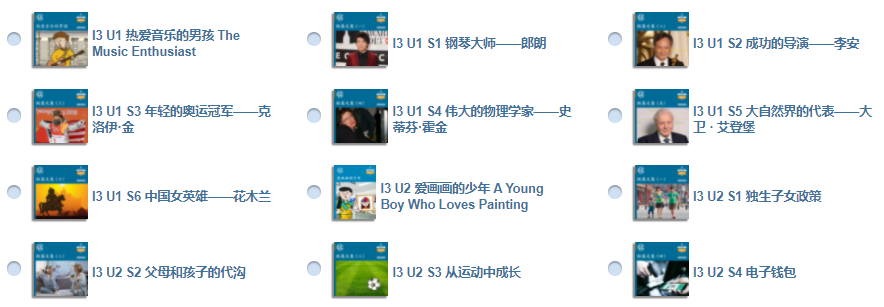 I3 U1 热爱音乐的男孩 The
Music Enthusiast
I3 U1 S1 钢琴大师——郎朗
I3 U1 S2 成功的导演——李安
I3 U1 S3 年轻的奥运冠军——克
洛伊·金
I3 U1 S4 伟大的物理学家——史
蒂芬·霍金
I3 U1 S5 大自然界的代表——大
卫 · 艾登堡
I3 U1 S6 中国女英雄——花木兰
I3 U2 爱画画的少年 A Young
Boy Who Loves Painting
I3 U2 S1 独生子女政策
I3 U2 S2 父母和孩子的代沟
I3 U2 S3 从运动中成长
I3 U2 S4 电子钱包